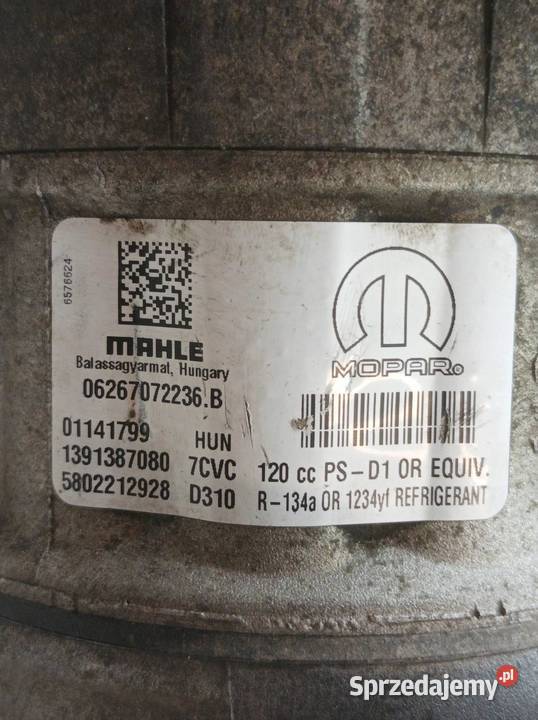 6576624
MAHLE
Balassagyarmat, Hungary
06267072236.B
01141799 HUN
1391387080 7CVC
5802212928 D310
MOPAR®
120 cc PS-D1 OR EQUIV.
R-134a OR 1234yf REFRIGERANT
Sprzedajemy.pl